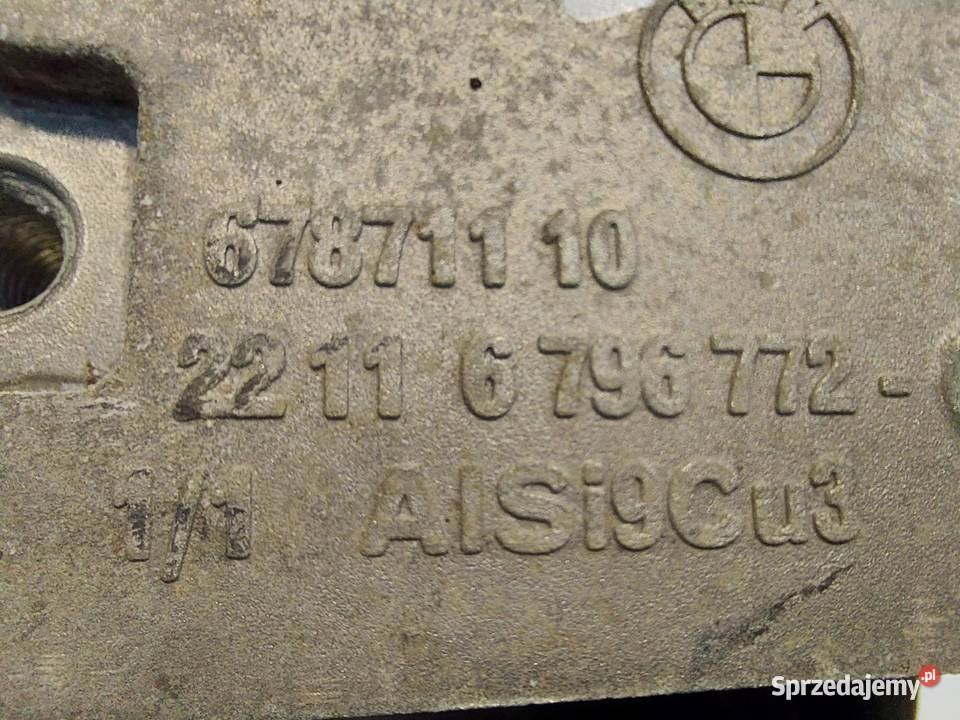 678711 10
22 11 6 796 772 -
1/1 AlSi9Cu3
Sprzedajemy.pl